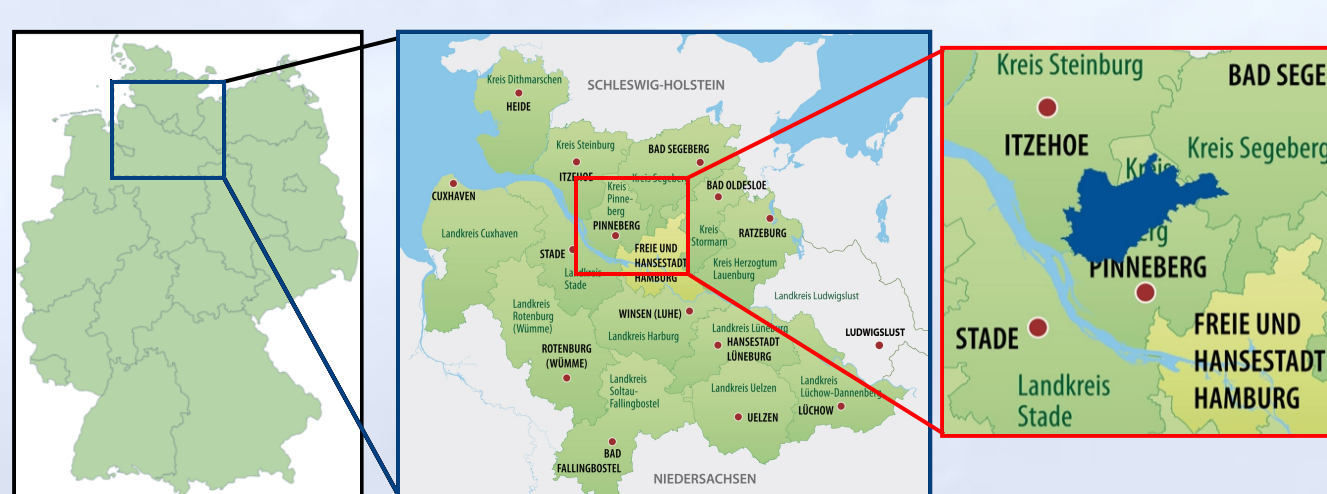 Kreis Dithmarschen
HEIDE
SCHLESWIG-HOLSTEIN
Kreis Steinburg
ITZEHOE
BAD SEGEBERG
Kreis Segeberg
Kreis
Pinne-
berg
PINNEBERG
BAD OLDESLOE
CUXHAVEN
Landkreis Cuxhaven
STADE
Landkreis
Stade
Kreis
Stormarn
RATZEBURG
FREIE UND
HANSESTADT
HAMBURG
Kreis Herzogtum
Lauenburg
Landkreis Ludwigslust
LUDWIGSLUST
Landkreis
Rotenburg
(Wümme)
ROTENBURG
(WÜMME)
WINSEN (LUHE)
Landkreis Harburg
Landkreis Lüneburg
HANSESTADT
LÜNEBURG
Landkreis
Soltau-
Fallingbostel
Landkreis Uelzen
UELZEN
Landkreis
Lüchow-Dannenberg
LÜCHOW
BAD
FALLINGBOSTEL
NIEDERSACHSEN
Kreis Steinburg
ITZEHOE
BAD SEGE
Kreis Segeberg
Kreis
erg
PINNEBERG
STADE
Landkreis
Stade
FREIE UND
HANSESTADT
HAMBURG